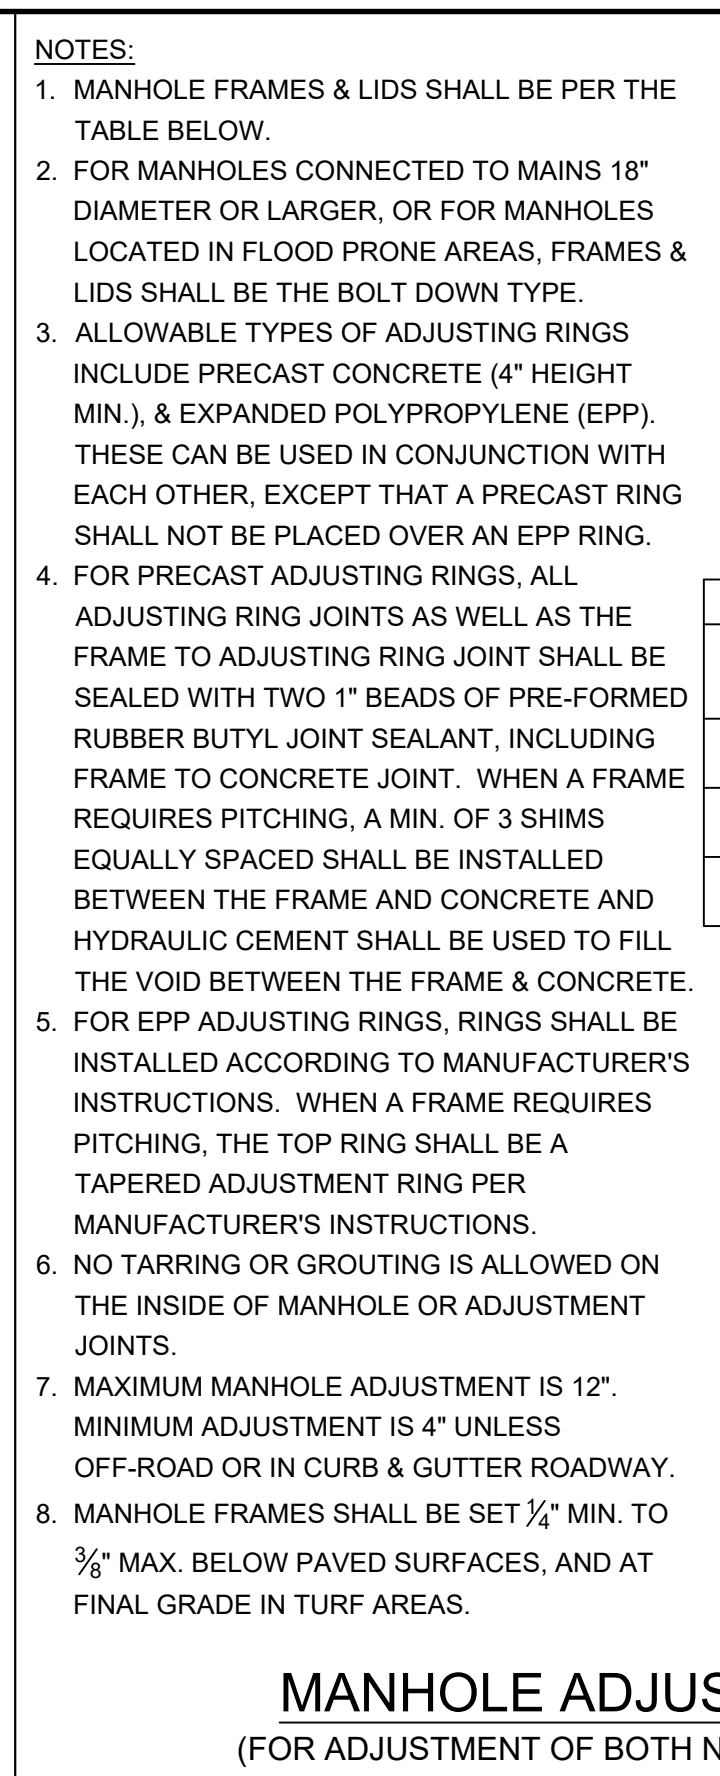 NOTES:
1. MANHOLE FRAMES & LIDS SHALL BE PER THE
TABLE BELOW.
2. FOR MANHOLES CONNECTED TO MAINS 18"
DIAMETER OR LARGER, OR FOR MANHOLES
LOCATED IN FLOOD PRONE AREAS, FRAMES &
LIDS SHALL BE THE BOLT DOWN TYPE.
3. ALLOWABLE TYPES OF ADJUSTING RINGS
INCLUDE PRECAST CONCRETE (4" HEIGHT
MIN.), & EXPANDED POLYPROPYLENE (EPP).
THESE CAN BE USED IN CONJUNCTION WITH
EACH OTHER, EXCEPT THAT A PRECAST RING
SHALL NOT BE PLACED OVER AN EPP RING.
4. FOR PRECAST ADJUSTING RINGS, ALL
ADJUSTING RING JOINTS AS WELL AS THE
FRAME TO ADJUSTING RING JOINT SHALL BE
SEALED WITH TWO 1" BEADS OF PRE-FORMED
RUBBER BUTYL JOINT SEALANT, INCLUDING
FRAME TO CONCRETE JOINT. WHEN A FRAME
REQUIRES PITCHING, A MIN. OF 3 SHIMS
EQUALLY SPACED SHALL BE INSTALLED
BETWEEN THE FRAME AND CONCRETE AND
HYDRAULIC CEMENT SHALL BE USED TO FILL
THE VOID BETWEEN THE FRAME & CONCRETE.
5. FOR EPP ADJUSTING RINGS, RINGS SHALL BE
INSTALLED ACCORDING TO MANUFACTURER'S
INSTRUCTIONS. WHEN A FRAME REQUIRES
PITCHING, THE TOP RING SHALL BE A
TAPERED ADJUSTMENT RING PER
MANUFACTURER'S INSTRUCTIONS.
6. NO TARRING OR GROUTING IS ALLOWED ON
THE INSIDE OF MANHOLE OR ADJUSTMENT
JOINTS.
7. MAXIMUM MANHOLE ADJUSTMENT IS 12".
MINIMUM ADJUSTMENT IS 4" UNLESS
OFF-ROAD OR IN CURB & GUTTER ROADWAY.
8. MANHOLE FRAMES SHALL BE SET 1/4" MIN. TO
3/8" MAX. BELOW PAVED SURFACES, AND AT
FINAL GRADE IN TURF AREAS.
MANHOLE ADJUS
(FOR ADJUSTMENT OF BOTH N